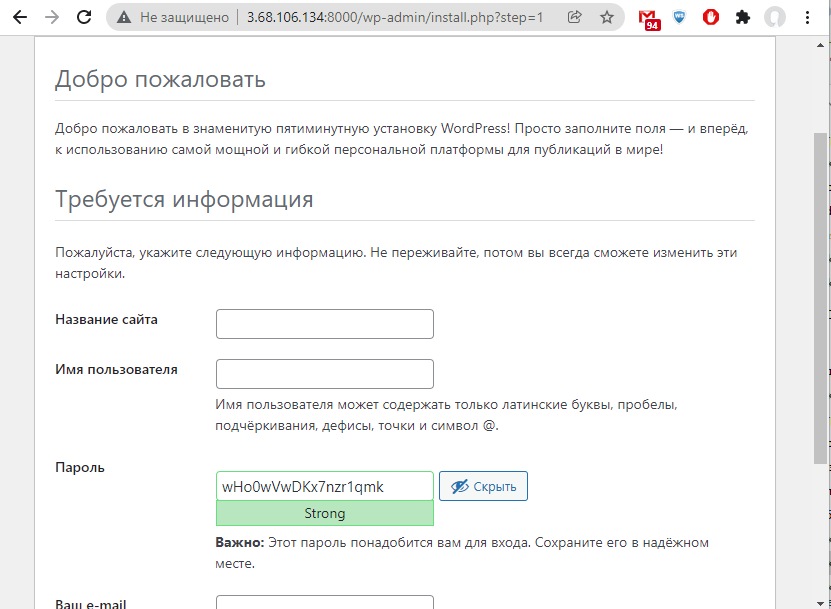 Не защищено 3.68.106.134:8000/wp-admin/install.php?step=1
94
Добро пожаловать
Добро пожаловать в знаменитую пятиминутную установку WordPress! Просто заполните поля — и вперёд,
к использованию самой мощной и гибкой персональной платформы для публикаций в мире!
Требуется информация
Пожалуйста, укажите следующую информацию. Не переживайте, потом вы всегда сможете изменить эти
настройки.
Название сайта
Имя пользователя
Имя пользователя может содержать только латинские буквы, пробелы,
подчёркивания, дефисы, точки и символ @.
Пароль
wHo0wVwDKx7nzr1qmk Скрыть
Strong
Важно: Этот пароль понадобится вам для входа. Сохраните его в надёжном
месте.
Ваш e-mail